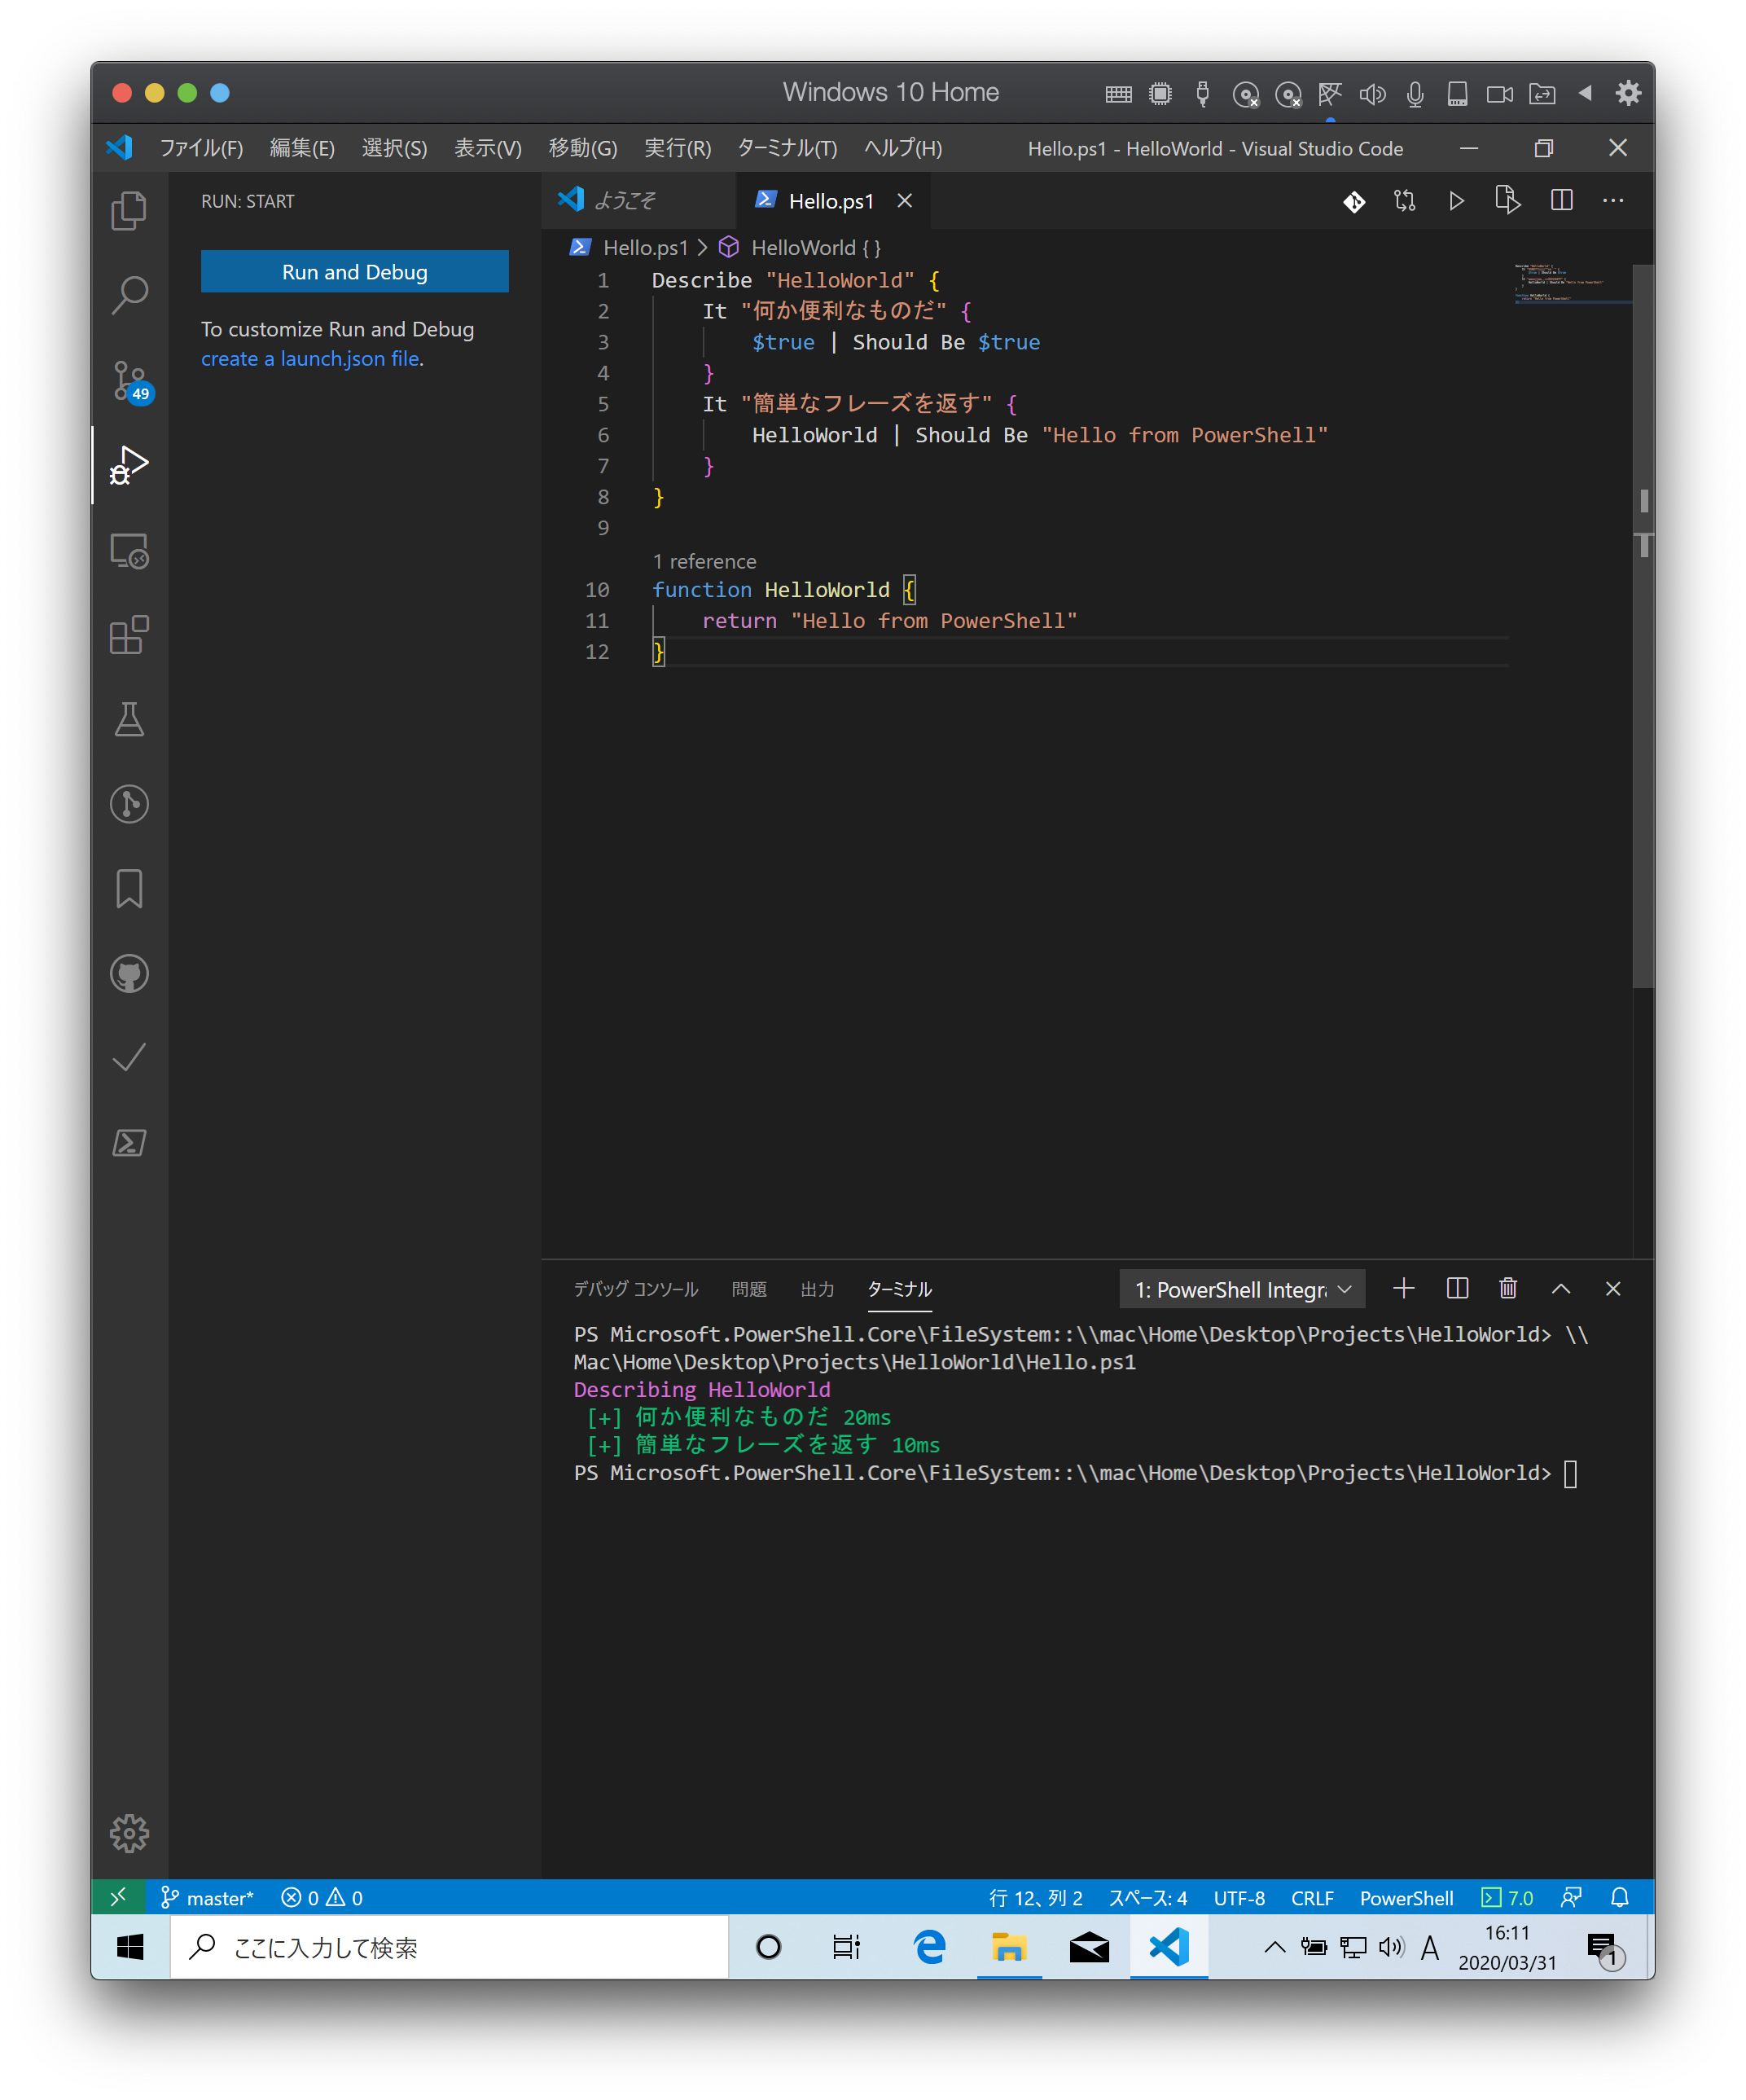 Windows 10 Home
ファイル(F) 編集(E) 選択(S) 表示(V) 移動(G) 実行(R) ターミナル(T) ヘルプ(H) Hello.ps1 - HelloWorld - Visual Studio Code
RUN: START
Run and Debug
To customize Run and Debug
create a launch.json file.
49
ようこそ Hello.ps1
Hello.ps1 HelloWorld { }
1 Describe "HelloWorld" {
2 It "何か便利なものだ" {
3 $true | Should Be $true
4 }
5 It "簡単なフレーズを返す" {
6 HelloWorld | Should Be "Hello from PowerShell"
7 }
8 }
9
1 reference
10 function HelloWorld {
11 return "Hello from PowerShell"
12 }
デバッグ コンソール 問題 出力 ターミナル 1: PowerShell Integr
PS Microsoft.PowerShell.Core\FileSystem::\\mac\Home\Desktop\Projects\HelloWorld> \\
Mac\Home\Desktop\Projects\HelloWorld\Hello.ps1
Describing HelloWorld
[+] 何か便利なものだ 20ms
[+] 簡単なフレーズを返す 10ms
PS Microsoft.PowerShell.Core\FileSystem::\\mac\Home\Desktop\Projects\HelloWorld>
master* 0 0 行 12、列 2 スペース: 4 UTF-8 CRLF PowerShell 7.0
ここに入力して検索 A 16:11
2020/03/31
1